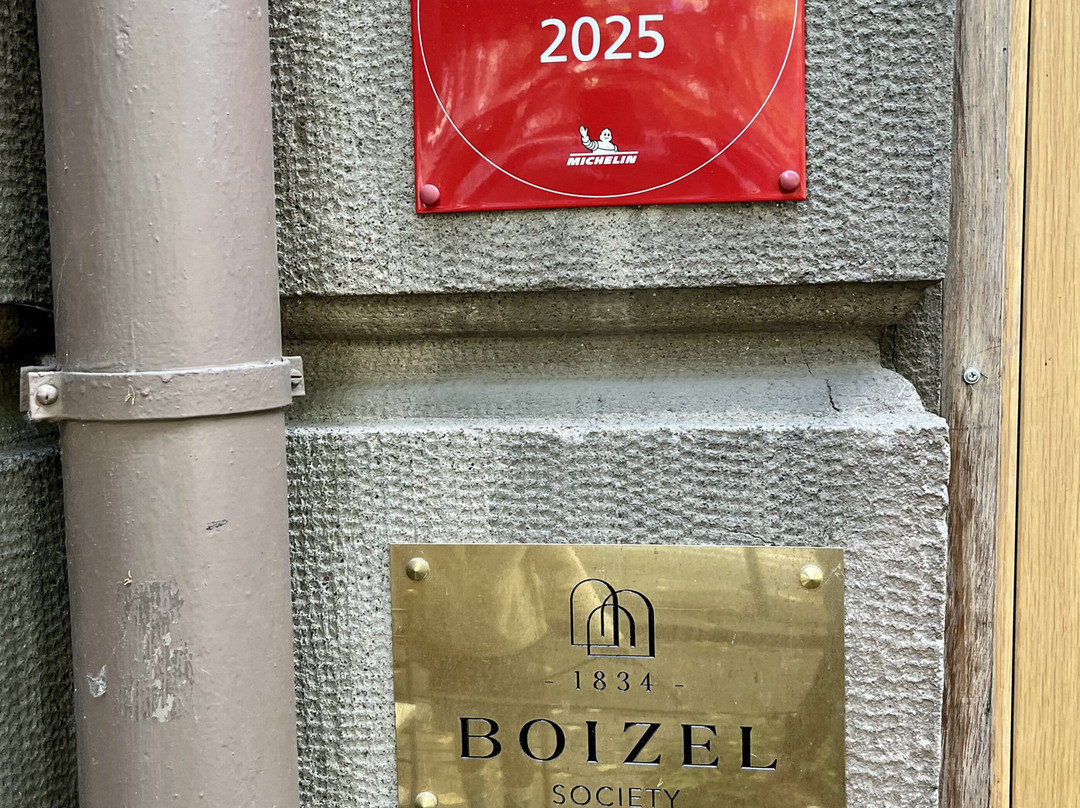 2025
MICHELIN
- 1834 -
BOIZEL
SOCIETY